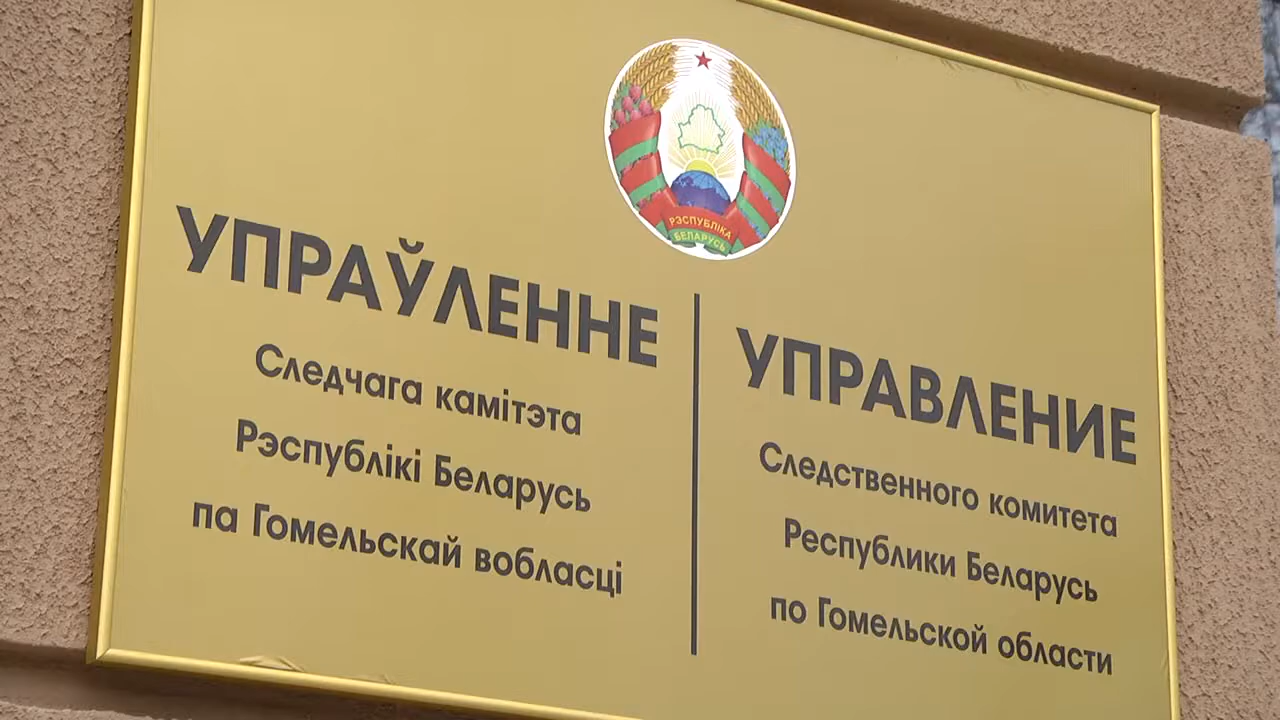 РЭСПУБЛІКА
БЕЛАРУСЬ
УПРАЎЛЕННЕ
Следчага камітэта
Рэспублікі Беларусь
па Гомельскай вобласці
УПРАВЛЕНИЕ
Следственного комитета
Республики Беларусь
по Гомельской области